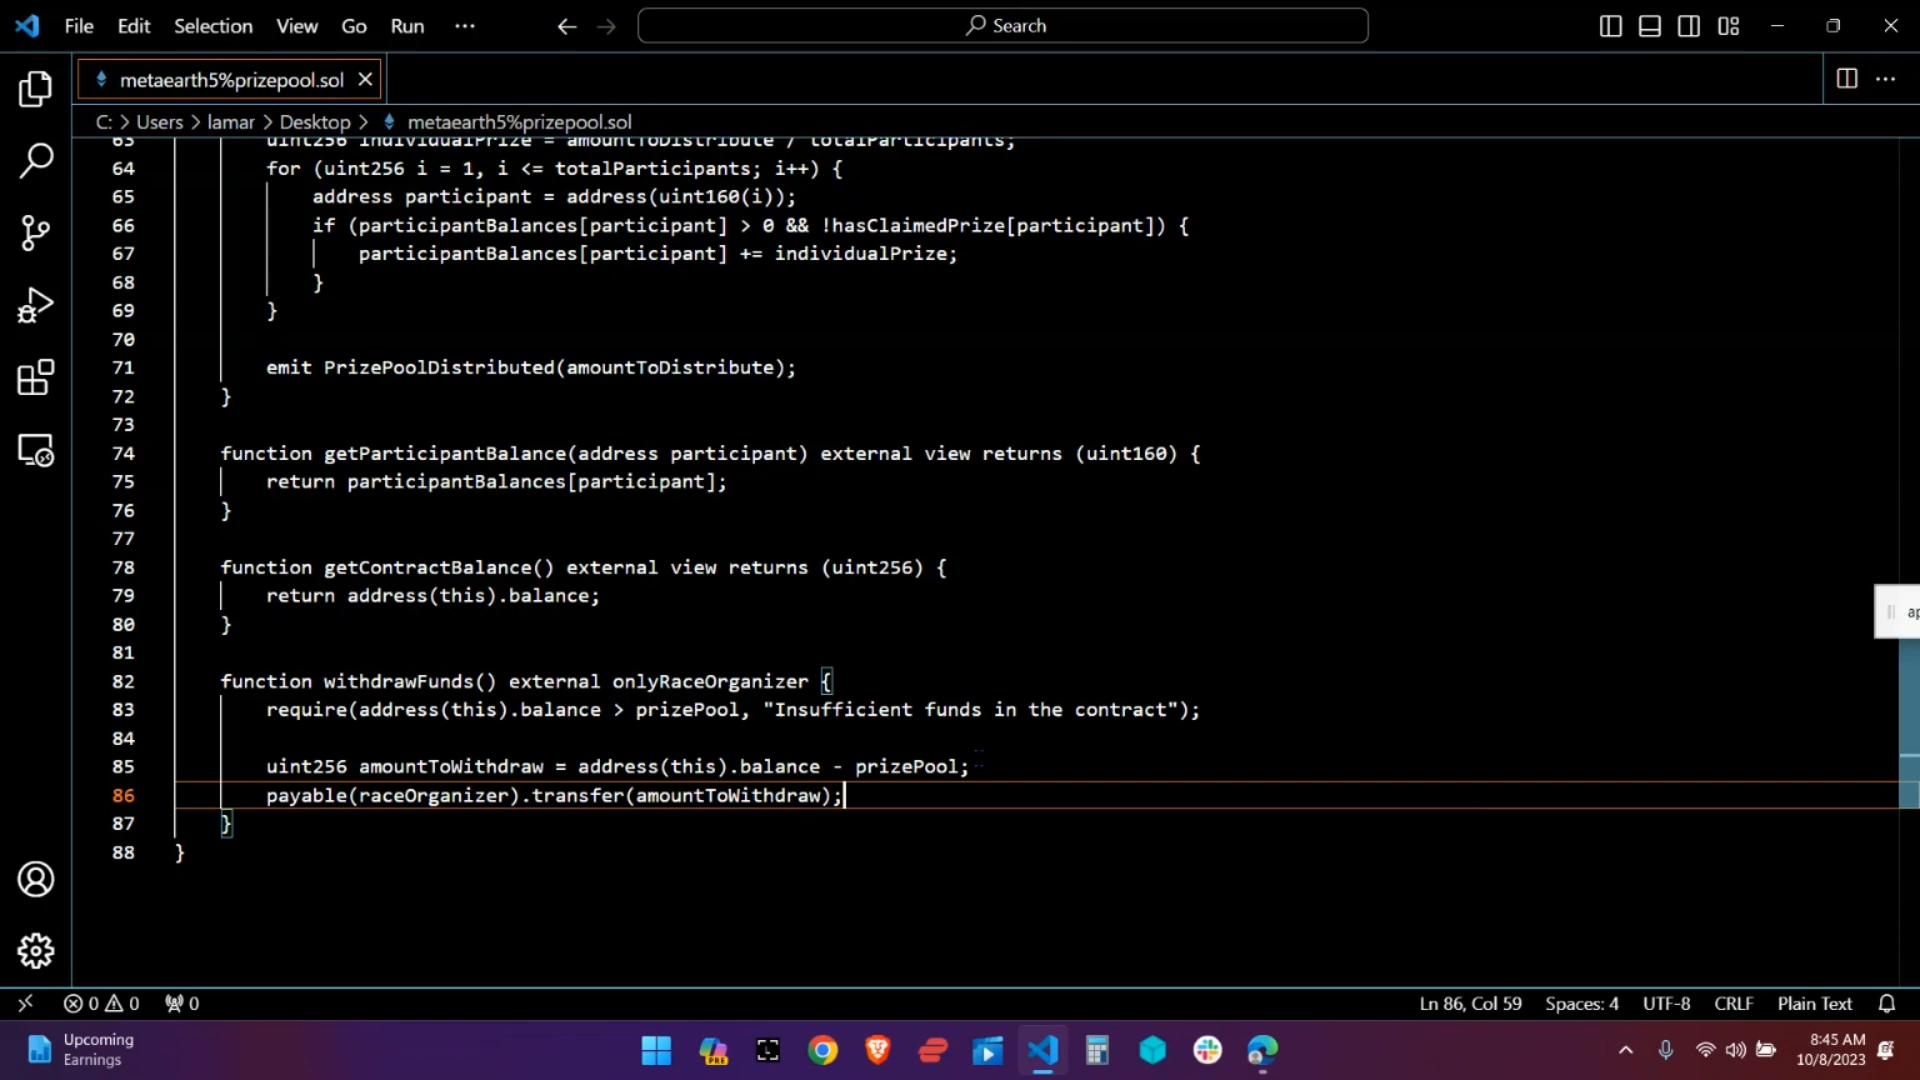 File Edit Selection View Go Run ··· Search
metaearth5%prizepool.sol
C: > Users > lamar > Desktop > metaearth5%prizepool.sol
63 uint256 individualPrize = amountToDistribute / totalParticipants;
64 for (uint256 i = 1, i <= totalParticipants; i++) {
65 address participant = address(uint160(i));
66 if (participantBalances[participant] > 0 && !hasClaimedPrize[participant]) {
67 participantBalances[participant] += individualPrize;
68 }
69 }
70
71 emit PrizePoolDistributed(amountToDistribute);
72 }
73
74 function getParticipantBalance(address participant) external view returns (uint160) {
75 return participantBalances[participant];
76 }
77
78 function getContractBalance() external view returns (uint256) {
79 return address(this).balance;
80 }
81
82 function withdrawFunds() external onlyRaceOrganizer {
83 require(address(this).balance > prizePool, "Insufficient funds in the contract");
84
85 uint256 amountToWithdraw = address(this).balance - prizePool;
86 payable(raceOrganizer).transfer(amountToWithdraw);
87 }
88 }
0 0 0 Ln 86, Col 59 Spaces: 4 UTF-8 CRLF Plain Text
Upcoming
Earnings
PRE
8:45 AM
10/8/2023